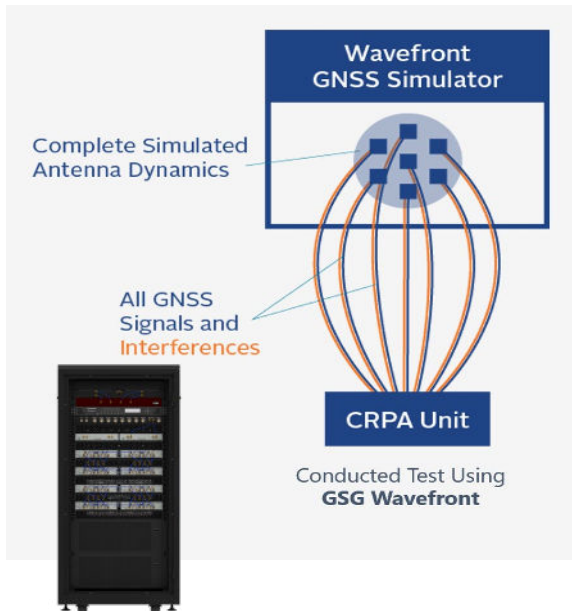 Wavefront
GNSS Simulator
Complete Simulated
Antenna Dynamics
All GNSS
Signals and
Interferences
CRPA Unit
Conducted Test Using
GSG Wavefront